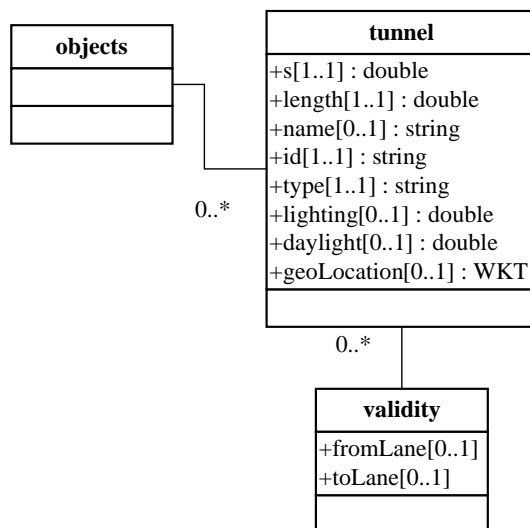 objects
tunnel
+s[1..1] : double
+length[1..1] : double
+name[0..1] : string
+id[1..1] : string
+type[1..1] : string
+lighting[0..1] : double
+daylight[0..1] : double
+geoLocation[0..1] : WKT
0..*
0..*
validity
+fromLane[0..1]
+toLane[0..1]